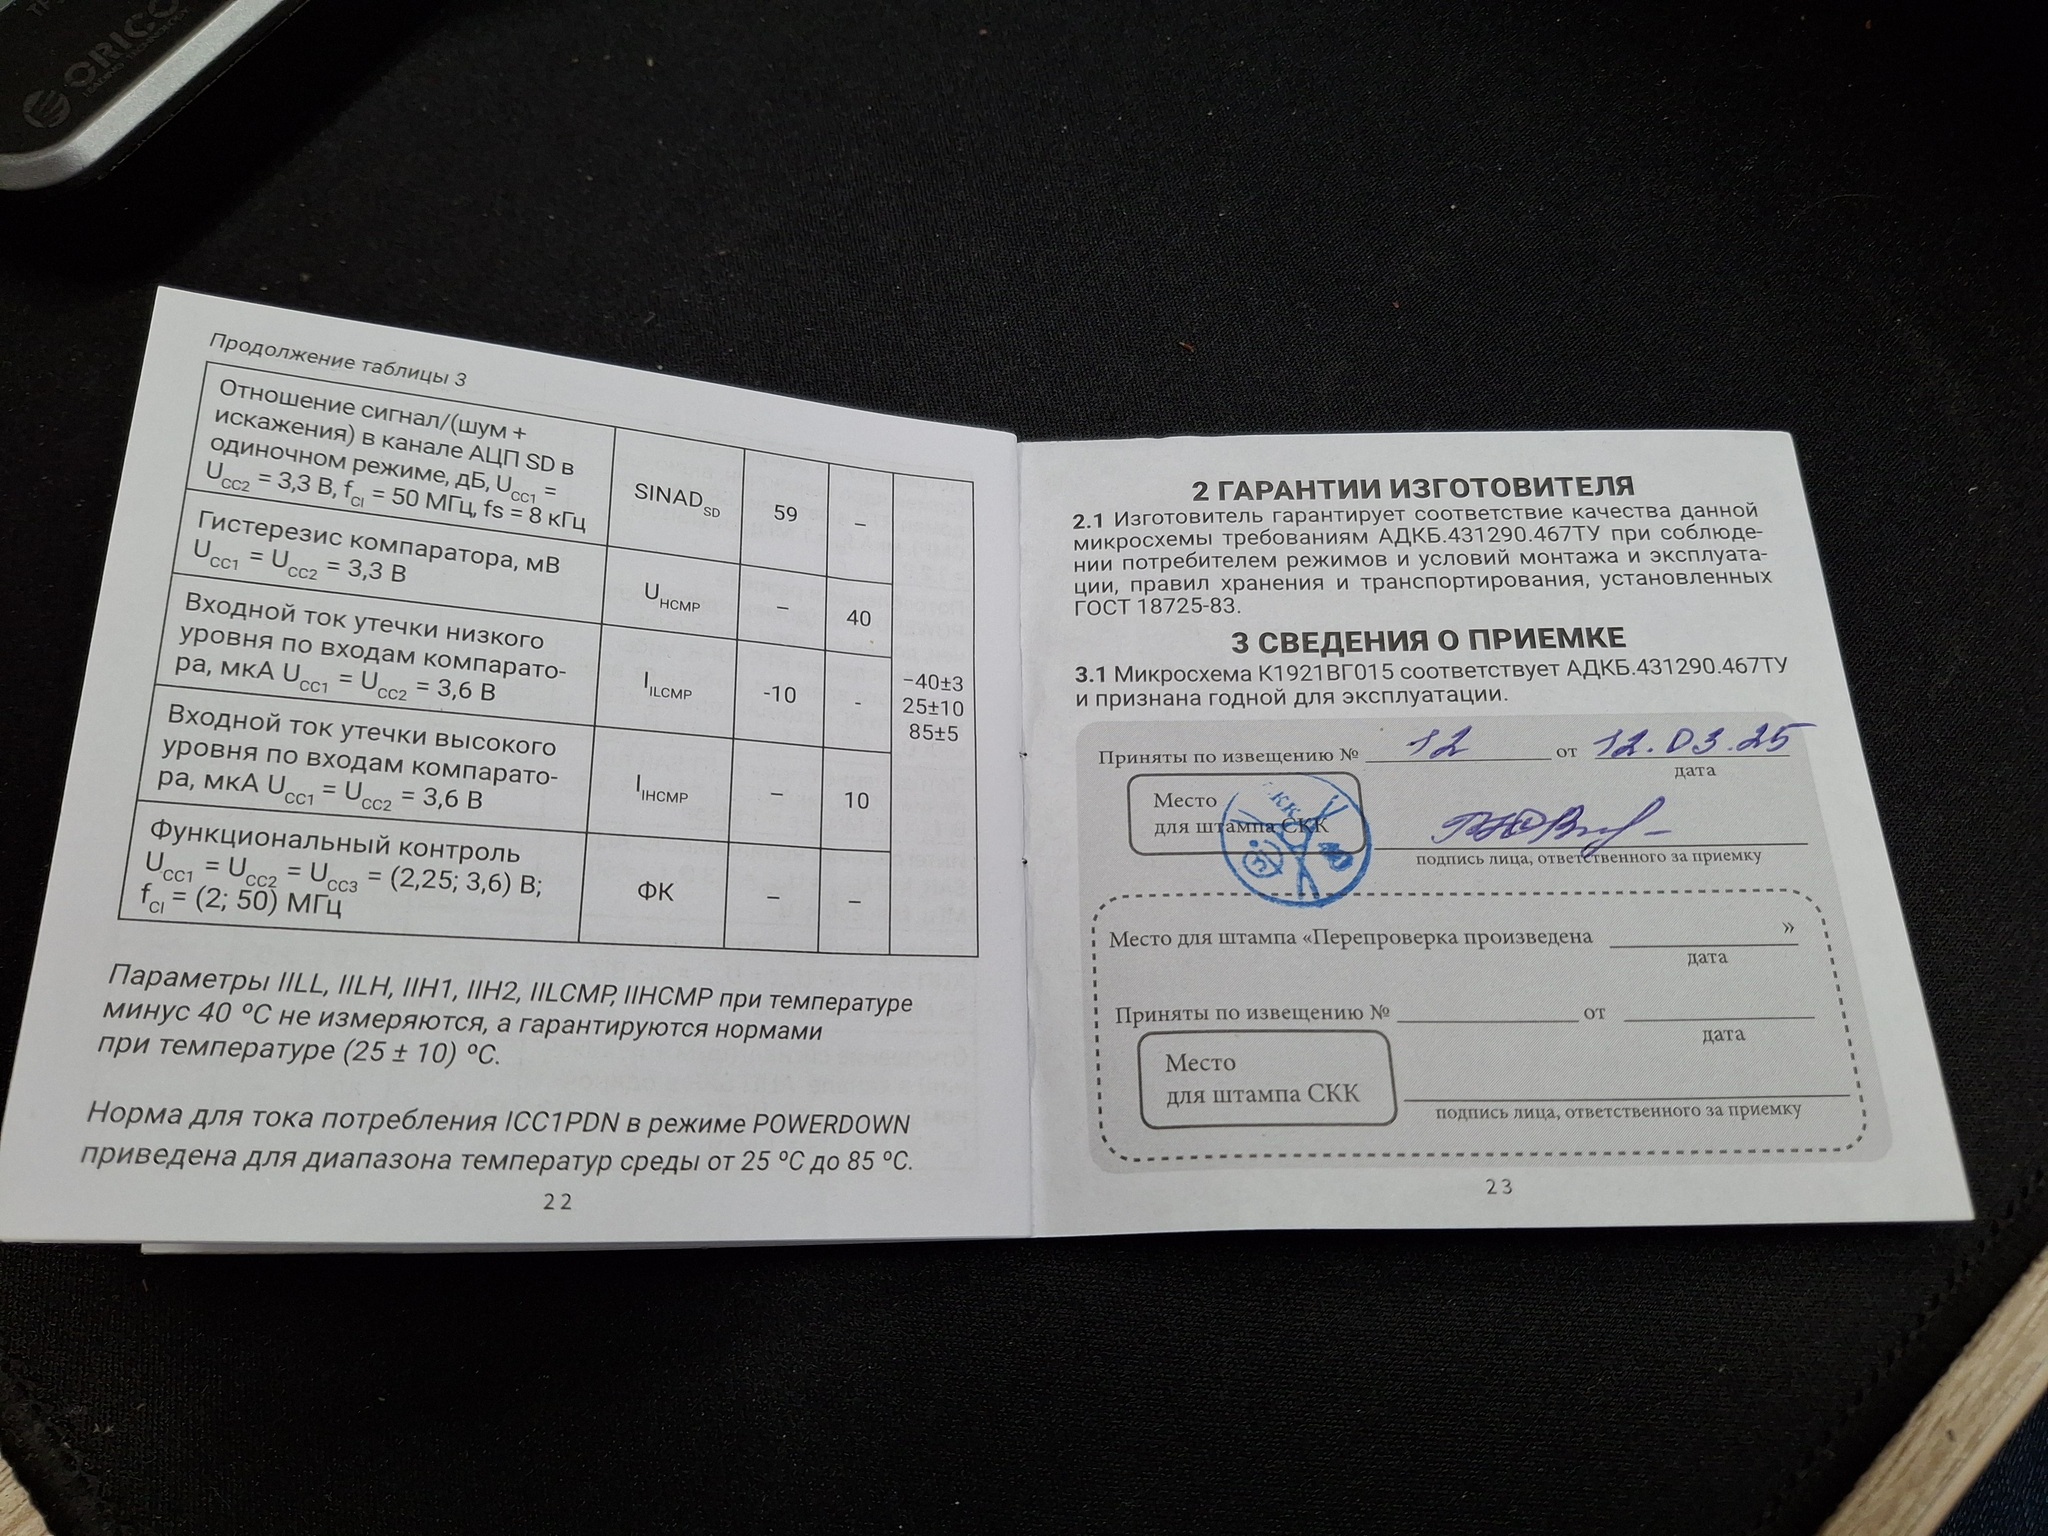 ORICO
Продолжение таблицы 3
Отношение сигнал/(шум +
искажения) в канале АЦП SD в
одиночном режиме, дБ, UCC1 =
UCC2 = 3,3 В, fCI = 50 МГц, fs = 8 кГц
SINADSD
59
–
Гистерезис компаратора, мВ
UCC1 = UCC2 = 3,3 В
UHCMP
–
40
Входной ток утечки низкого
уровня по входам компарато-
ра, мкА UCC1 = UCC2 = 3,6 В
IILCMP
-10
-
Входной ток утечки высокого
уровня по входам компарато-
ра, мкА UCC1 = UCC2 = 3,6 В
IIHCMP
–
10
Функциональный контроль
UCC1 = UCC2 = UCC3 = (2,25; 3,6) В;
fCI = (2; 50) МГц
ФК
–
–
−40±3
25±10
85±5
Параметры IILL, IILH, IIH1, IIH2, IILCMP, IIHCMP при температуре
минус 40 ºС не измеряются, а гарантируются нормами
при температуре (25 ± 10) ºС.
Норма для тока потребления ICC1PDN в режиме POWERDOWN
приведена для диапазона температур среды от 25 ºС до 85 ºС.
22
2 ГАРАНТИИ ИЗГОТОВИТЕЛЯ
2.1 Изготовитель гарантирует соответствие качества данной
микросхемы требованиям АДКБ.431290.467ТУ при соблюде-
нии потребителем режимов и условий монтажа и эксплуата-
ции, правил хранения и транспортирования, установленных
ГОСТ 18725-83.
3 СВЕДЕНИЯ О ПРИЕМКЕ
3.1 Микросхема К1921ВГ015 соответствует АДКБ.431290.467ТУ
и признана годной для эксплуатации.
Приняты по извещению № 12 от 12.03.25
дата
Место
для штампа СКК
подпись лица, ответственного за приемку
Место для штампа «Перепроверка произведена »
дата
Приняты по извещению № от
дата
Место
для штампа СКК
подпись лица, ответственного за приемку
23